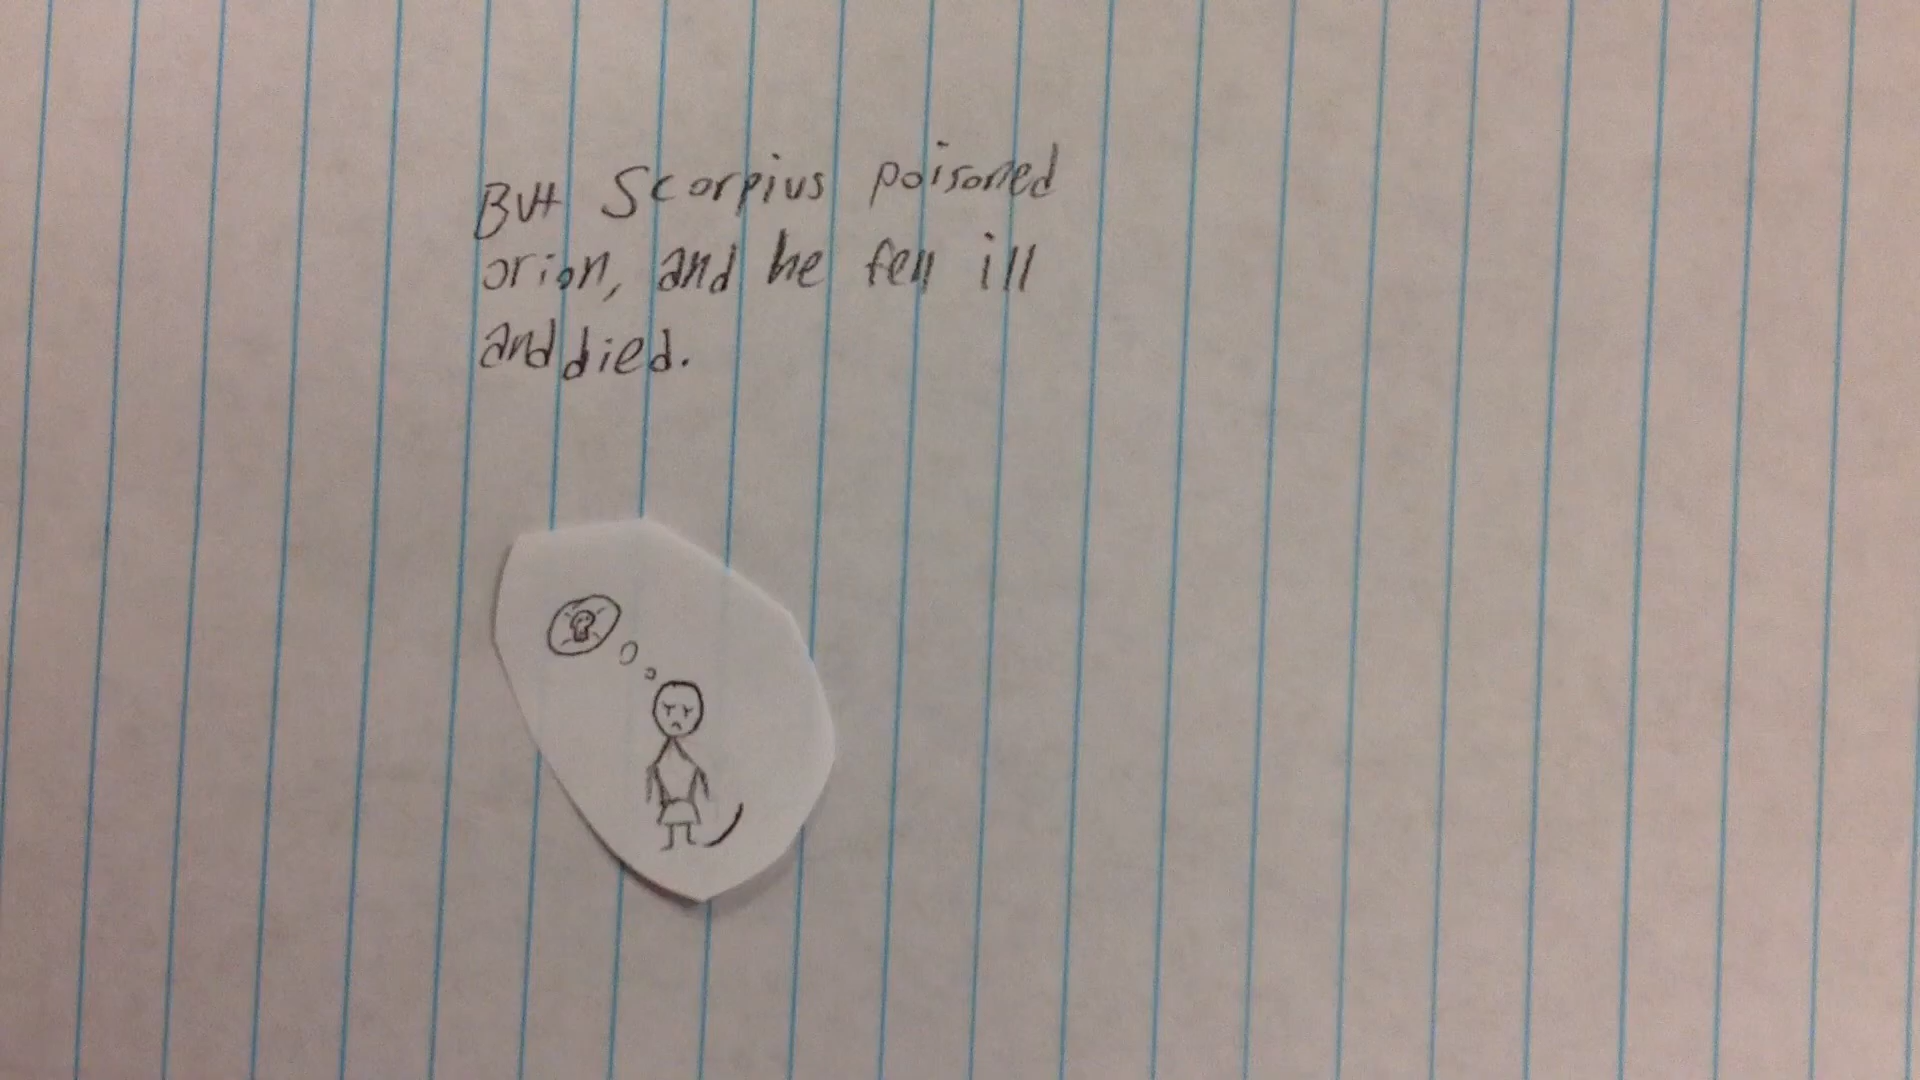 But Scorpius poisoned
orion, and he fell ill
and died.